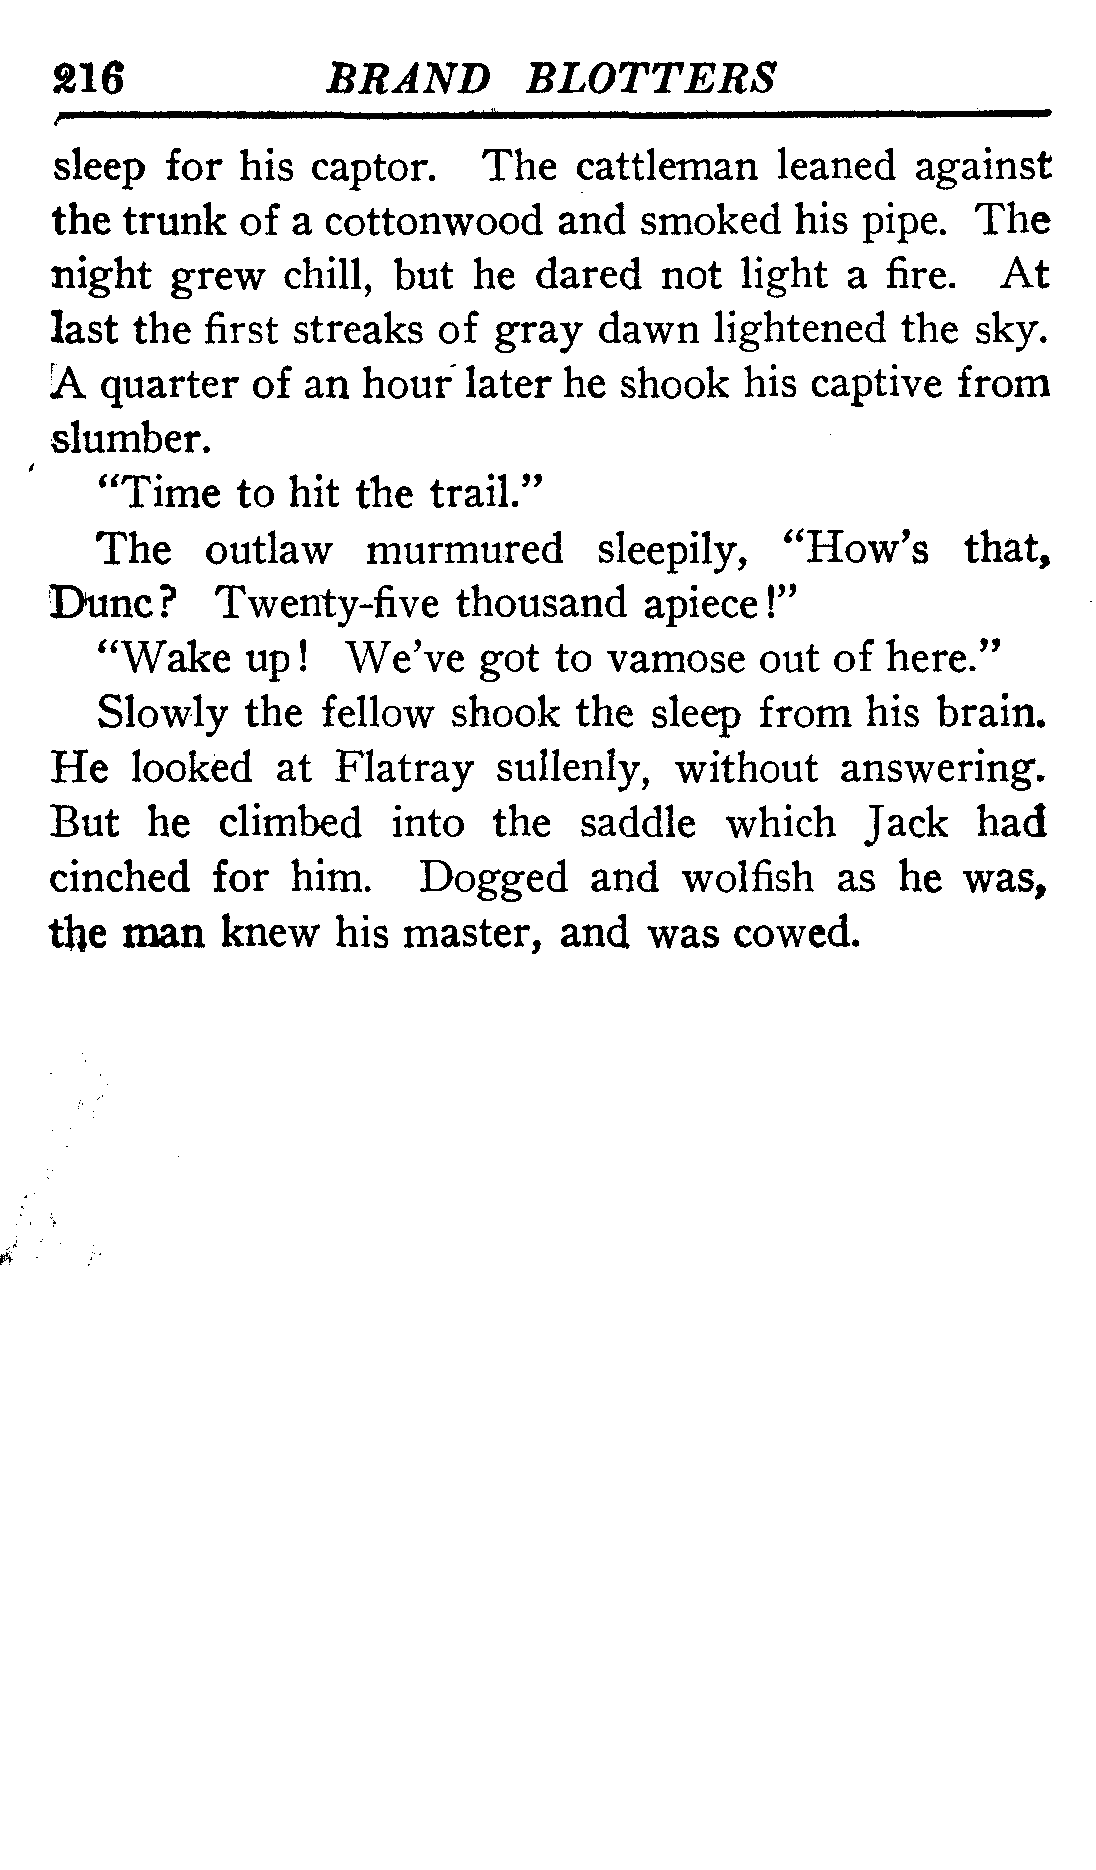 216 BRAND BLOTTERS
sleep for his captor. The cattleman leaned against
the trunk of a cottonwood and smoked his pipe. The
night grew chill, but he dared not light a fire. At
last the first streaks of gray dawn lightened the sky.
A quarter of an hour later he shook his captive from
slumber.
"Time to hit the trail."
The outlaw murmured sleepily, "How's that,
Dunc? Twenty-five thousand apiece!"
"Wake up! We've got to vamose out of here."
Slowly the fellow shook the sleep from his brain.
He looked at Flatray sullenly, without answering.
But he climbed into the saddle which Jack had
cinched for him. Dogged and wolfish as he was,
the man knew his master, and was cowed.